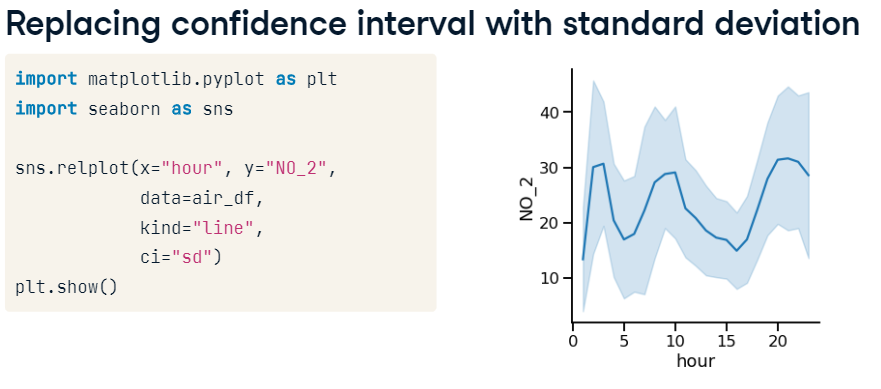 Replacing confidence interval with standard deviation
import matplotlib.pyplot as plt
import seaborn as sns
sns.relplot(x="hour", y="NO_2",
data=air_df,
kind="line",
ci="sd")
plt.show()
NO_2
40
30
20
10
0 5 10 15 20
hour